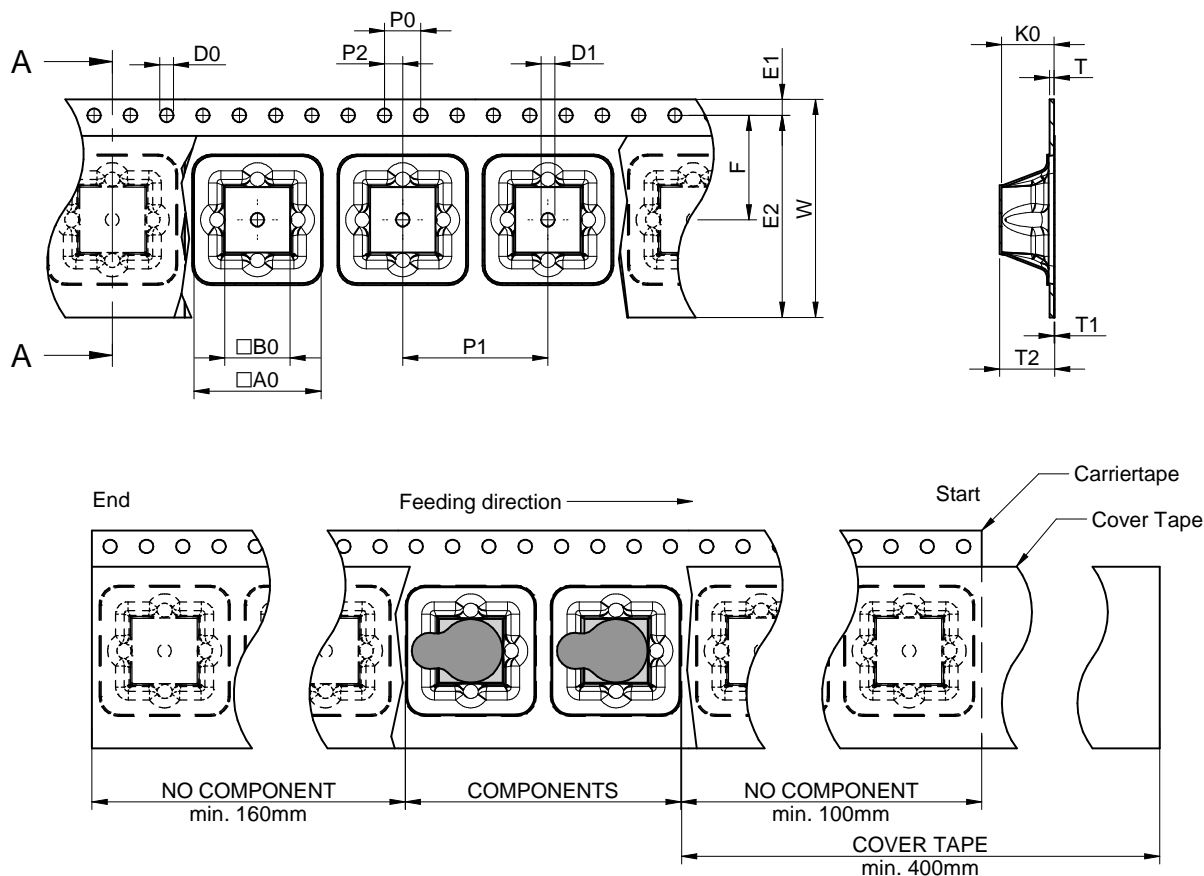 P0
K0
A
D0
P2
D1
E1
T
F
E2
W
A
□B0
□A0
P1
T1
T2
End
Feeding direction
Start
Carriertape
Cover Tape
NO COMPONENT
min. 160mm
COMPONENTS
NO COMPONENT
min. 100mm
COVER TAPE
min. 400mm